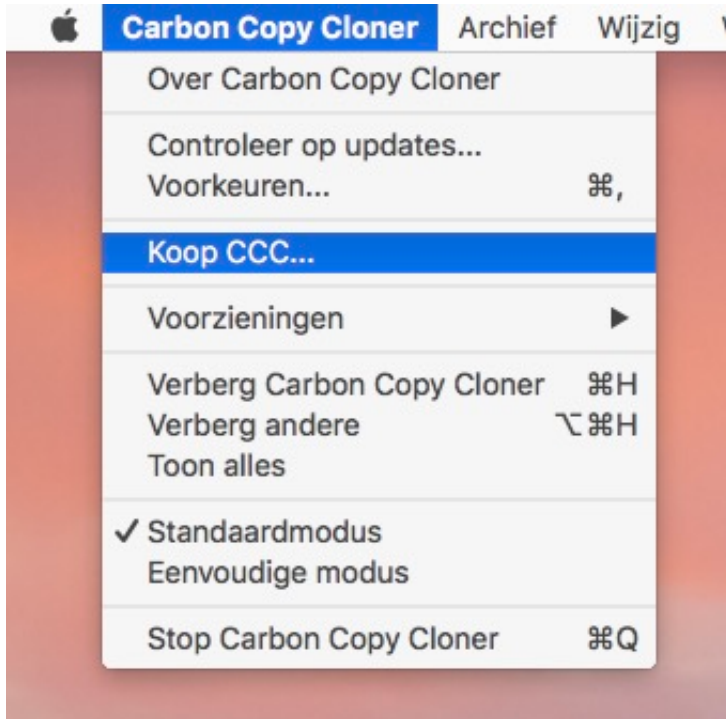 Carbon Copy Cloner Archief Wijzig
Over Carbon Copy Cloner
Controleer op updates...
Voorkeuren... ⌘,
Koop CCC...
Voorzieningen ▶
Verberg Carbon Copy Cloner ⌘H
Verberg andere ⌥⌘H
Toon alles
✓ Standaardmodus
Eenvoudige modus
Stop Carbon Copy Cloner ⌘Q